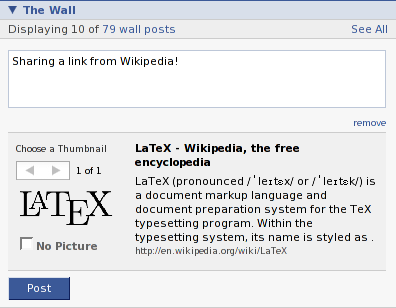 The Wall
Displaying 10 of 79 wall posts See All
Sharing a link from Wikipedia!
remove
Choose a Thumbnail
1 of 1
LATEX
No Picture
LaTeX - Wikipedia, the free
encyclopedia
LaTeX (pronounced /ˈleɪtɛx/ or /ˈleɪtɛk/) is
a document markup language and
document preparation system for the TeX
typesetting program. Within the
typesetting system, its name is styled as .
http://en.wikipedia.org/wiki/LaTeX
Post